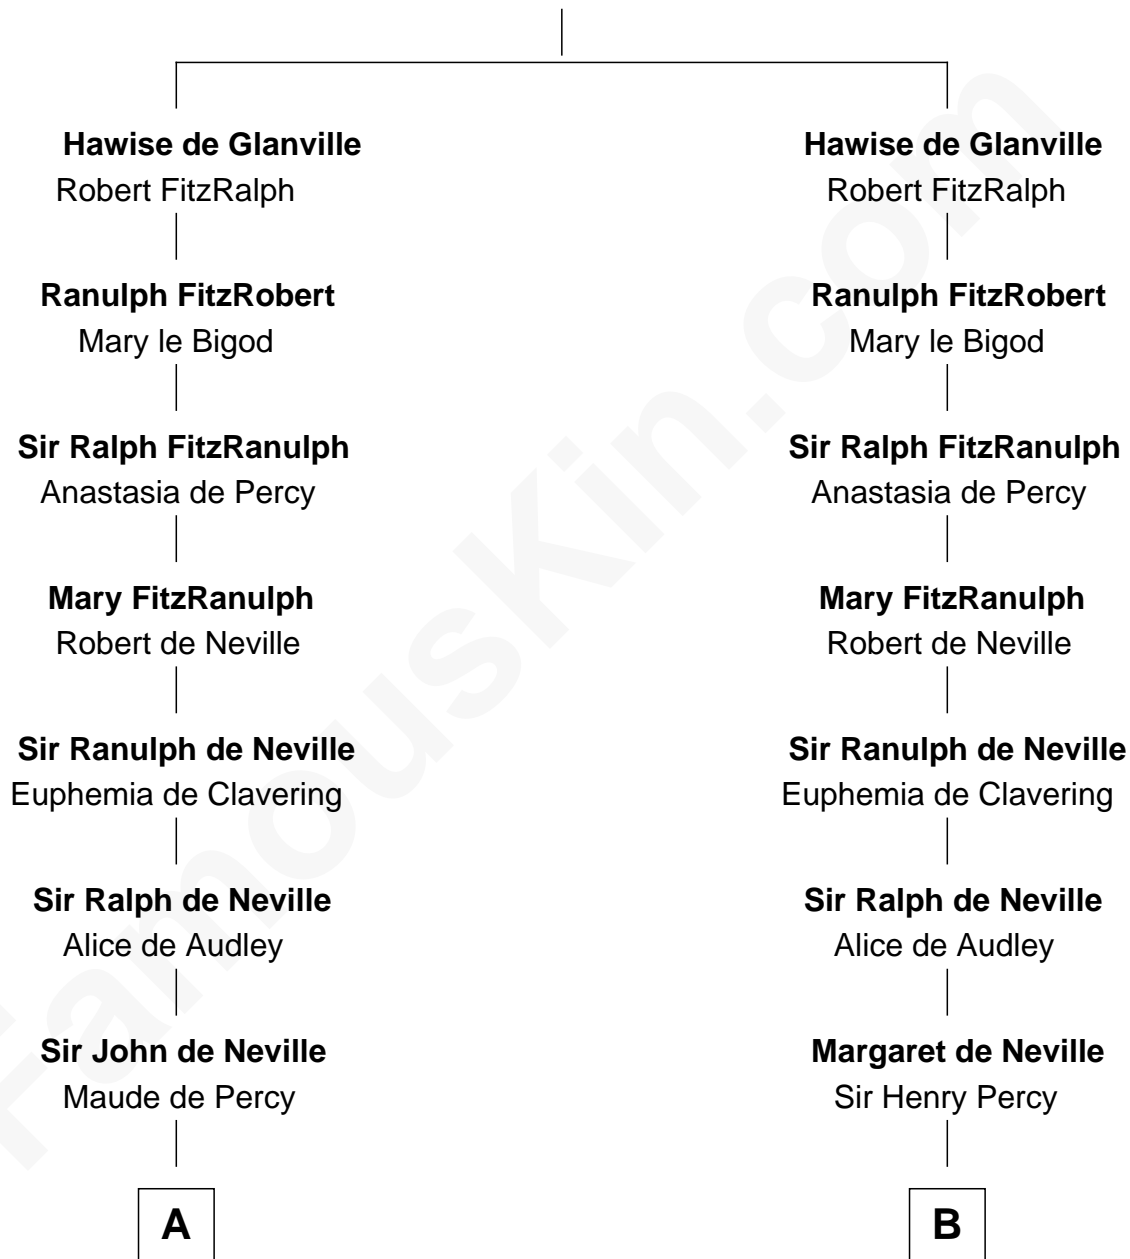 Hawise de Glanville
Robert FitzRalph
Ranulph FitzRobert
Mary le Bigod
Sir Ralph FitzRanulph
Anastasia de Percy
Mary FitzRanulph
Robert de Neville
Sir Ranulph de Neville
Euphemia de Clavering
Sir Ralph de Neville
Alice de Audley
Sir John de Neville
Maude de Percy
A
Hawise de Glanville
Robert FitzRalph
Ranulph FitzRobert
Mary le Bigod
Sir Ralph FitzRanulph
Anastasia de Percy
Mary FitzRanulph
Robert de Neville
Sir Ranulph de Neville
Euphemia de Clavering
Sir Ralph de Neville
Alice de Audley
Margaret de Neville
Sir Henry Percy
B
FamousKin.com